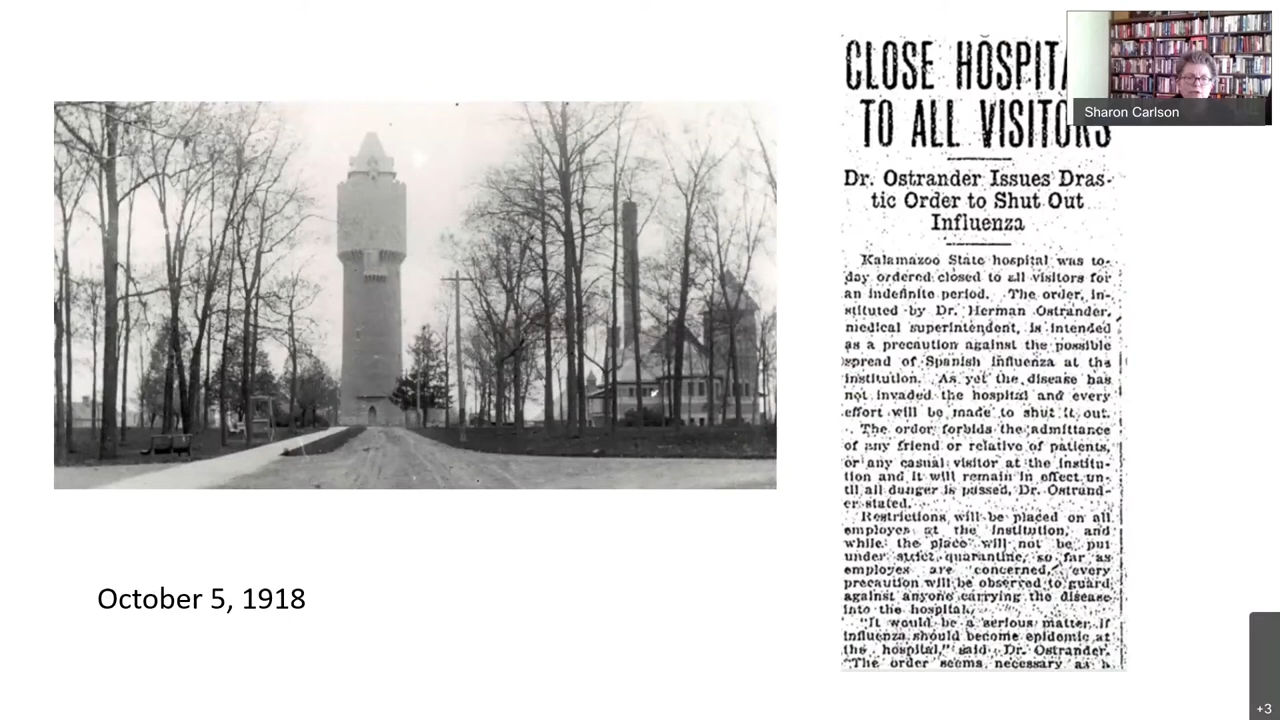 CLOSE HOSPITA
TO ALL VISITORS
Sharon Carlson
Dr. Ostrander Issues Dras-
tic Order to Shut Out
Influenza
Kalamazoo State hospital was to-
day ordered closed to all visitors for
an indefinite period. The order, in-
stituted by Dr. Herman Ostrander,
medical superintendent, is intended
as a precaution against the possible
spread of Spanish influenza at the
institution. As yet the disease has
not invaded the hospital and every
effort will be made to shut it out.
The order forbids the admittance
of any friend or relative of patients,
or any casual visitor at the institu-
tion and it will remain in effect un-
til all danger is passed, Dr. Ostrand-
er stated.
Restrictions will be placed on all
employes at the institution, and
while the place will not be put
under strict quarantine, so far as
employes are concerned, every
precaution will be observed to guard
against anyone carrying the disease
into the hospital.
"It would be a serious matter if
influenza should become epidemic at
the hospital," said Dr. Ostrander.
"The order seems necessary as
October 5, 1918
+3